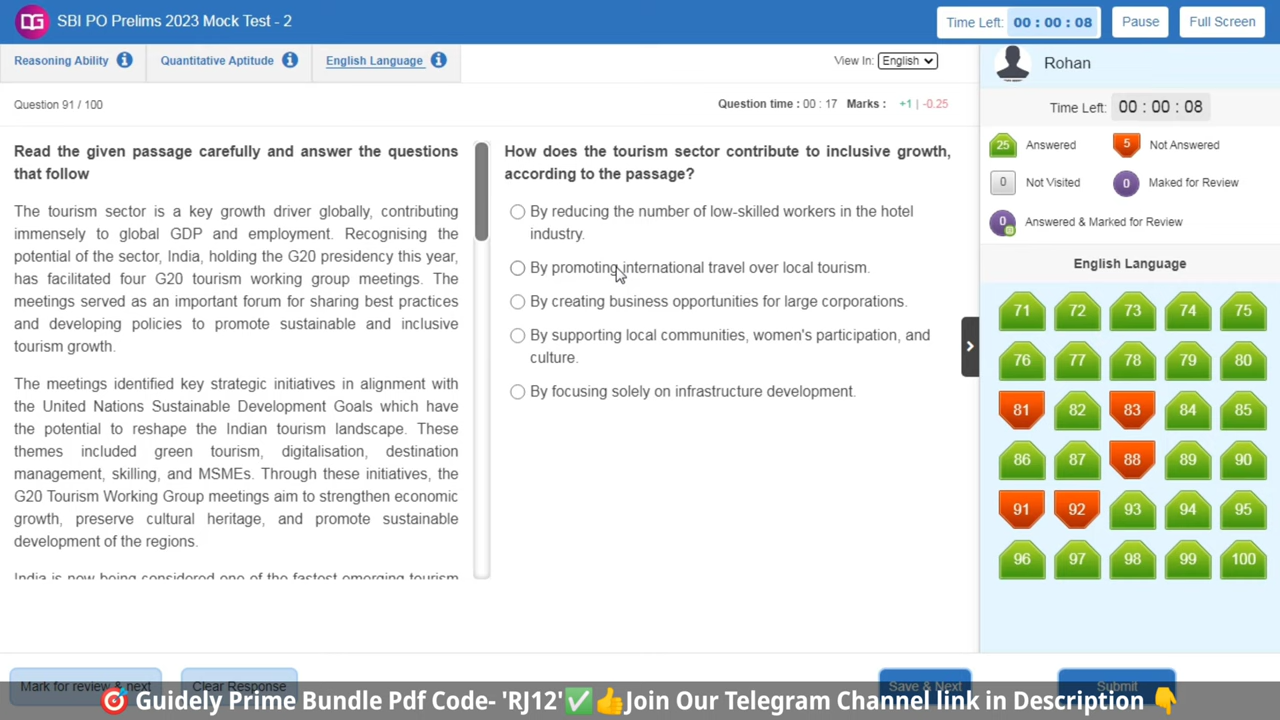 SBI PO Prelims 2023 Mock Test - 2
Time Left: 00 : 00 : 08
Pause
Full Screen
Reasoning Ability
Quantitative Aptitude
English Language
View In: English
Rohan
Question 91 / 100
Question time : 00 : 17 Marks : +1 | -0.25
Time Left: 00 : 00 : 08
Read the given passage carefully and answer the questions
that follow
The tourism sector is a key growth driver globally, contributing
immensely to global GDP and employment. Recognising the
potential of the sector, India, holding the G20 presidency this year,
has facilitated four G20 tourism working group meetings. The
meetings served as an important forum for sharing best practices
and developing policies to promote sustainable and inclusive
tourism growth.
The meetings identified key strategic initiatives in alignment with
the United Nations Sustainable Development Goals which have
the potential to reshape the Indian tourism landscape. These
themes included green tourism, digitalisation, destination
management, skilling, and MSMEs. Through these initiatives, the
G20 Tourism Working Group meetings aim to strengthen economic
growth, preserve cultural heritage, and promote sustainable
development of the regions.
India is now being considered one of the fastest emerging tourism
How does the tourism sector contribute to inclusive growth,
according to the passage?
By reducing the number of low-skilled workers in the hotel
industry.
By promoting international travel over local tourism.
By creating business opportunities for large corporations.
By supporting local communities, women's participation, and
culture.
By focusing solely on infrastructure development.
25 Answered
5 Not Answered
0 Not Visited
0 Maked for Review
0 Answered & Marked for Review
English Language
71 72 73 74 75
76 77 78 79 80
81 82 83 84 85
86 87 88 89 90
91 92 93 94 95
96 97 98 99 100
Mark for review & next
Clear Response
Save & Next
Submit
🎯 Guidely Prime Bundle Pdf Code- 'RJ12'✅👍Join Our Telegram Channel link in Description 👇